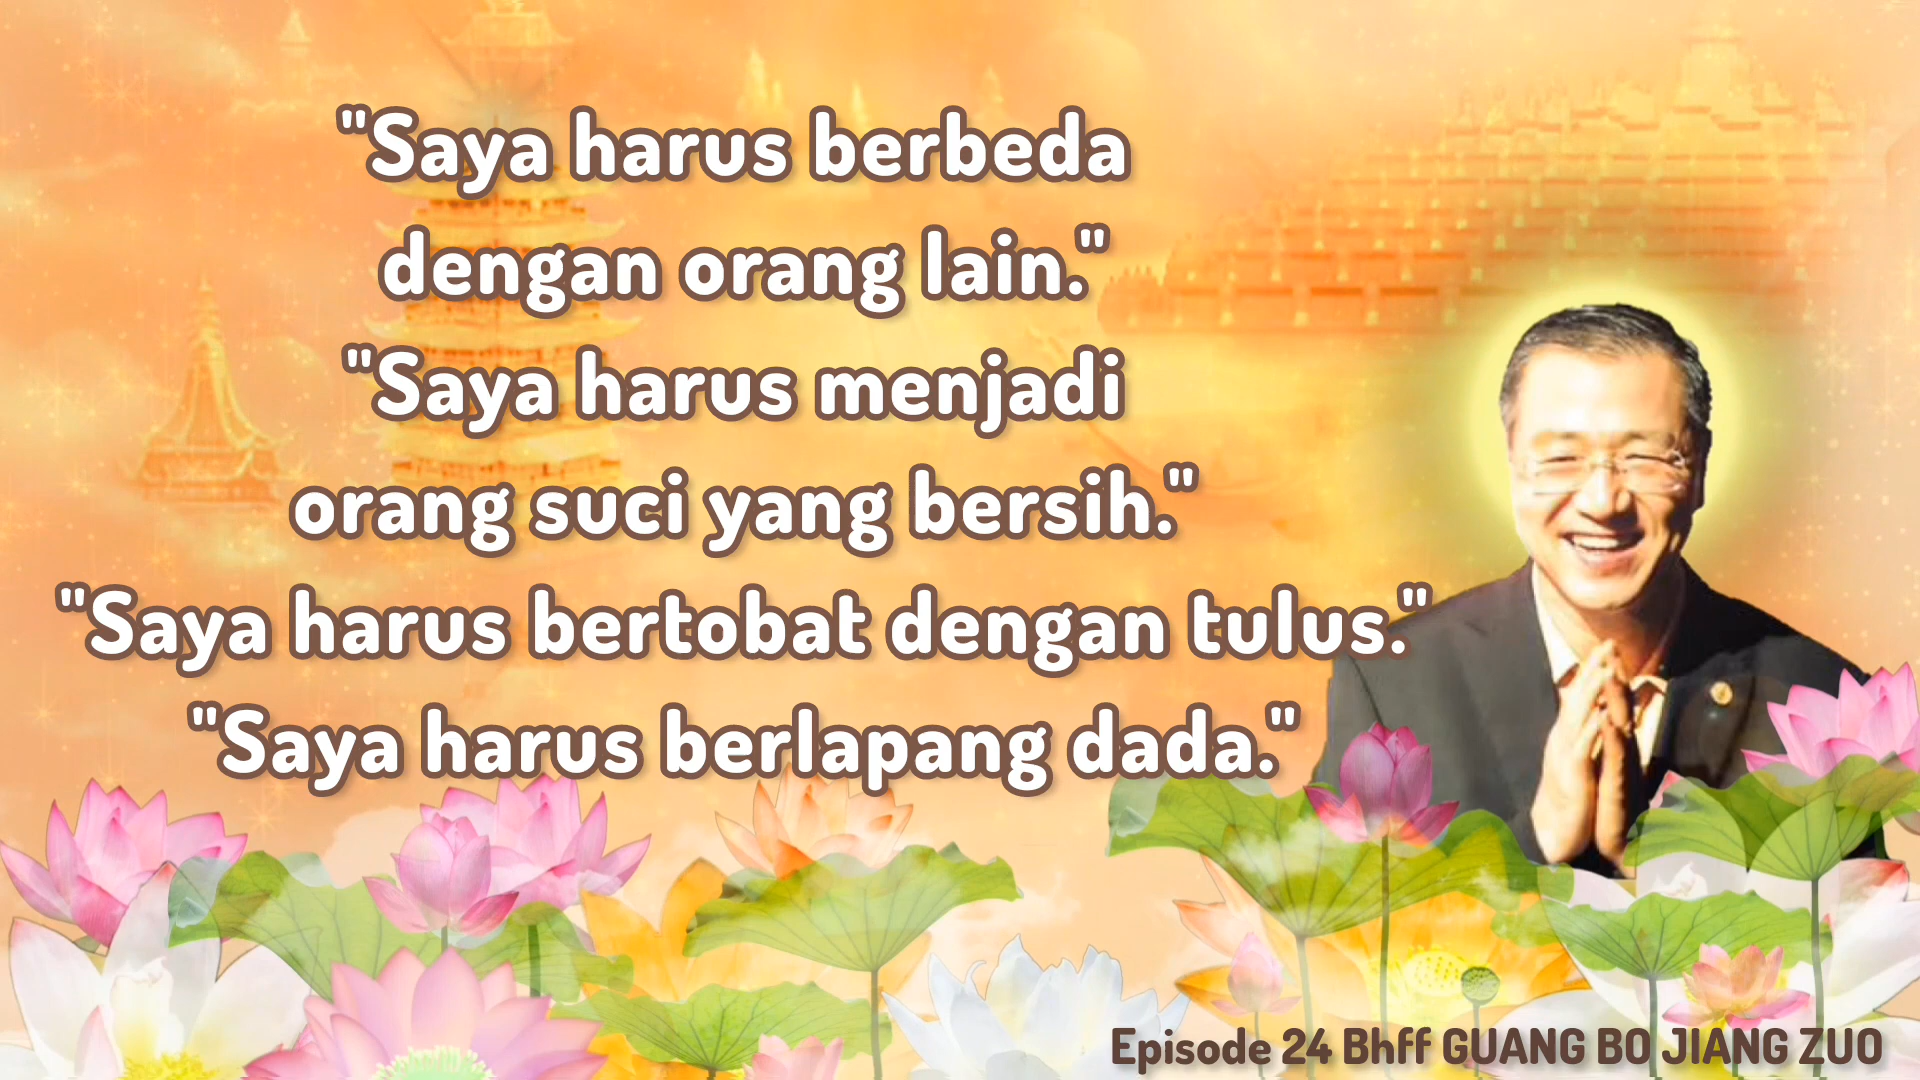 "Saya harus berbeda
dengan orang lain."
"Saya harus menjadi
orang suci yang bersih."
"Saya harus bertobat dengan tulus."
"Saya harus berlapang dada."
Episode 24 Bhff GUANG BO JIANG ZUO